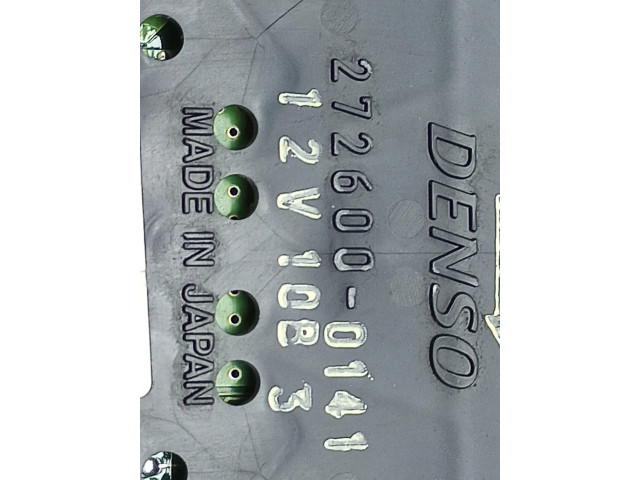 DENSO
272600-0141
12V 10B 3
MADE IN JAPAN